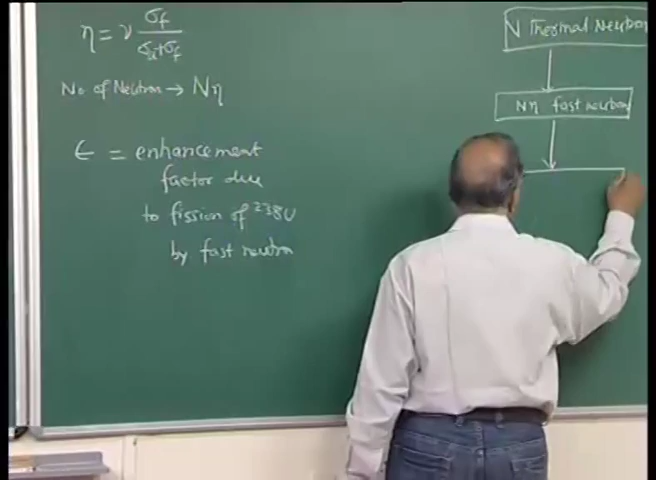 η = ν σf / σa+σf
No of Neutron → Nη
ϵ = enhancement
factor due
to fission of ²³⁸U
by fast neutron
N Thermal Neutron
Nη fast neutron